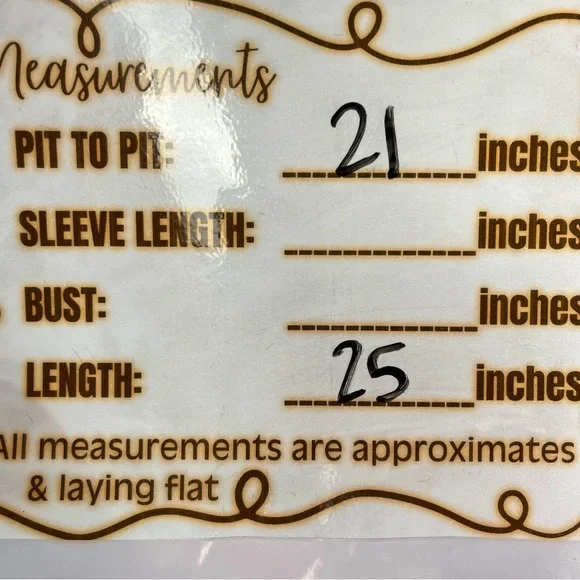 Measurements
PIT TO PIT: 21 inches
SLEEVE LENGTH: inches
BUST: inches
LENGTH: 25 inches
All measurements are approximates
& laying flat